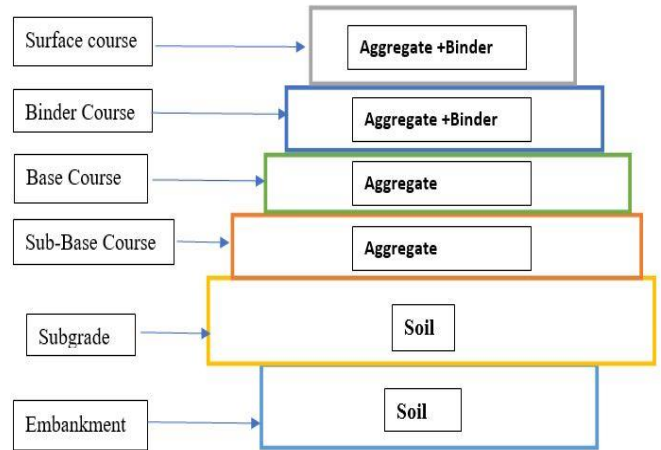 Surface course
Aggregate +Binder
Binder Course
Aggregate +Binder
Base Course
Aggregate
Sub-Base Course
Aggregate
Subgrade
Soil
Embankment
Soil